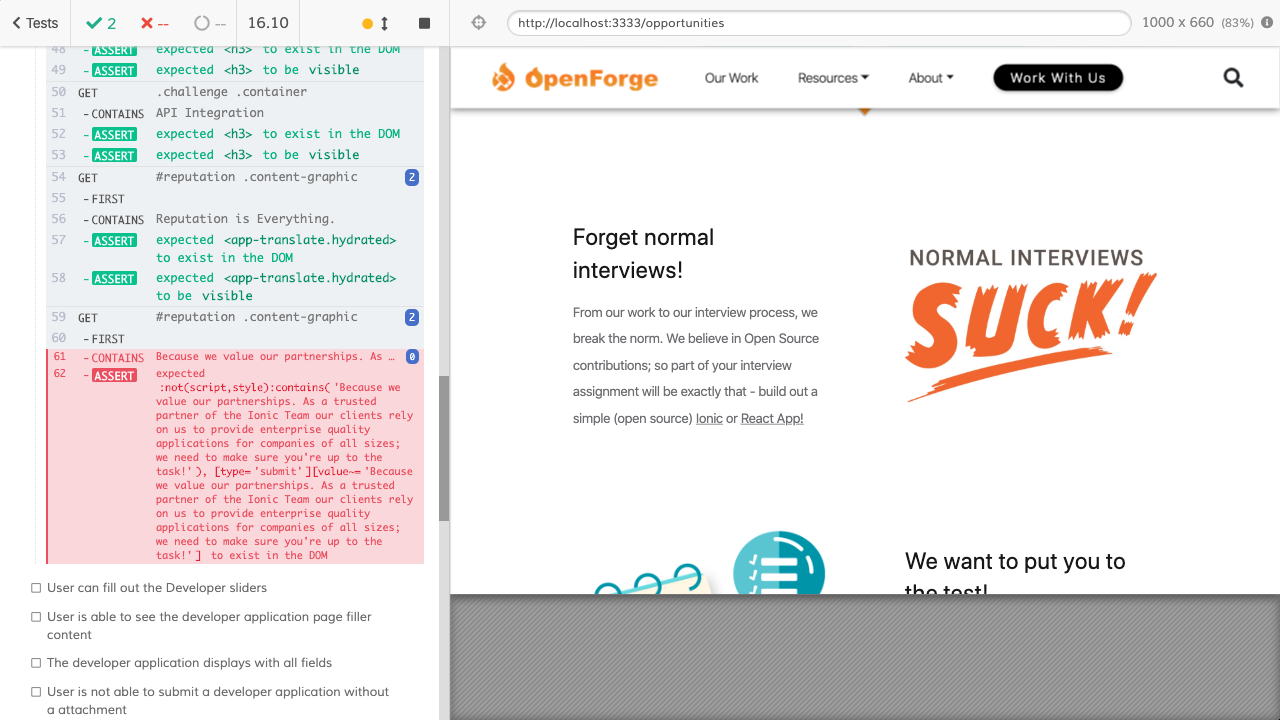 Tests
2
--
--
16.10
http://localhost:3333/opportunities
1000 x 660 (83%)
48 - ASSERT expected <h3> to exist in the DOM
49 - ASSERT expected <h3> to be visible
50 GET .challenge .container
51 - CONTAINS API Integration
52 - ASSERT expected <h3> to exist in the DOM
53 - ASSERT expected <h3> to be visible
54 GET #reputation .content-graphic 2
55 - FIRST
56 - CONTAINS Reputation is Everything.
57 - ASSERT expected <app-translate.hydrated>
to exist in the DOM
58 - ASSERT expected <app-translate.hydrated>
to be visible
59 GET #reputation .content-graphic 2
60 - FIRST
61 - CONTAINS Because we value our partnerships. As … 0
62 - ASSERT expected
:not(script,style):contains('Because we
value our partnerships. As a trusted
partner of the Ionic Team our clients rely
on us to provide enterprise quality
applications for companies of all sizes;
we need to make sure you're up to the
task!'), [type='submit'][value~='Because
we value our partnerships. As a trusted
partner of the Ionic Team our clients rely
on us to provide enterprise quality
applications for companies of all sizes;
we need to make sure you're up to the
task!'] to exist in the DOM
User can fill out the Developer sliders
User is able to see the developer application page filler
content
The developer application displays with all fields
User is not able to submit a developer application without
a attachment
OpenForge
Our Work
Resources
About
Work With Us
Forget normal
interviews!
From our work to our interview process, we
break the norm. We believe in Open Source
contributions; so part of your interview
assignment will be exactly that - build out a
simple (open source) Ionic or React App!
NORMAL INTERVIEWS
SUCK!
We want to put you to
the test!